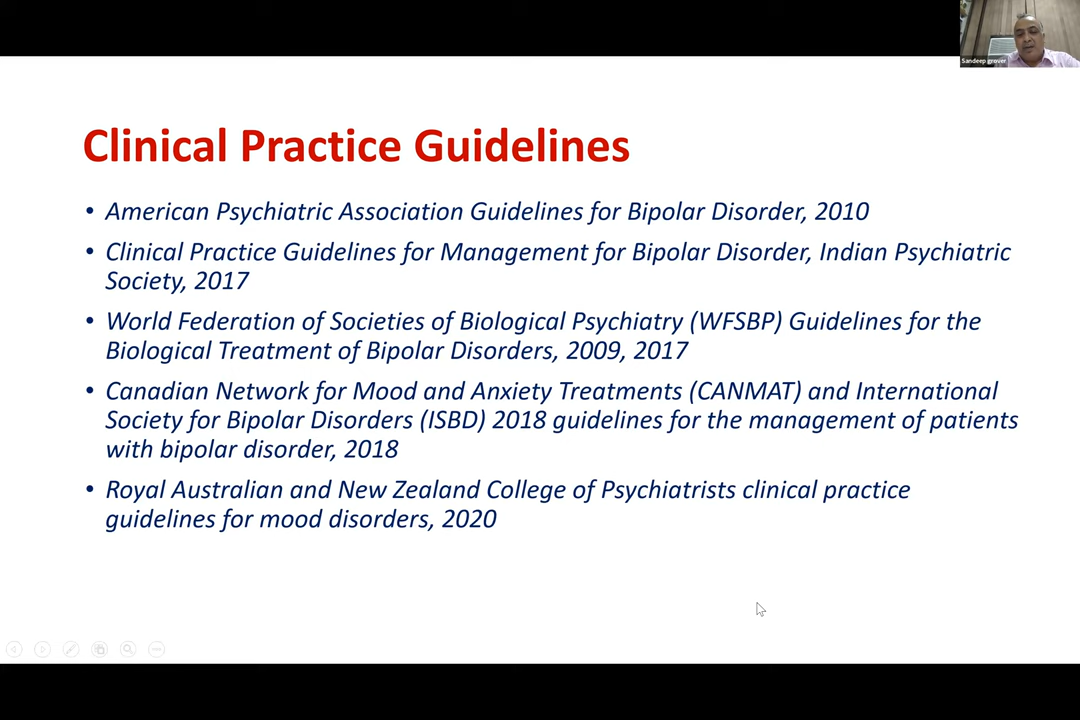 Sandeep grover
Clinical Practice Guidelines
• American Psychiatric Association Guidelines for Bipolar Disorder, 2010
• Clinical Practice Guidelines for Management for Bipolar Disorder, Indian Psychiatric
Society, 2017
• World Federation of Societies of Biological Psychiatry (WFSBP) Guidelines for the
Biological Treatment of Bipolar Disorders, 2009, 2017
• Canadian Network for Mood and Anxiety Treatments (CANMAT) and International
Society for Bipolar Disorders (ISBD) 2018 guidelines for the management of patients
with bipolar disorder, 2018
• Royal Australian and New Zealand College of Psychiatrists clinical practice
guidelines for mood disorders, 2020